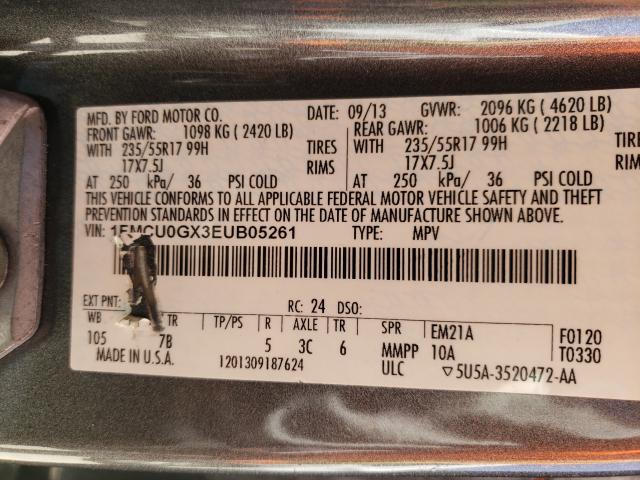 MFD. BY FORD MOTOR CO. DATE: 09/13 GVWR: 2096 KG ( 4620 LB)
FRONT GAWR: 1098 KG ( 2420 LB) REAR GAWR: 1006 KG ( 2218 LB)
WITH 235/55R17 99H TIRES WITH 235/55R17 99H TIRES
17X7.5J RIMS 17X7.5J RIMS
AT 250 kPa/ 36 PSI COLD AT 250 kPa/ 36 PSI COLD
THIS VEHICLE CONFORMS TO ALL APPLICABLE FEDERAL MOTOR VEHICLE SAFETY AND THEFT
PREVENTION STANDARDS IN EFFECT ON THE DATE OF MANUFACTURE SHOWN ABOVE.
VIN: 1FMCU0GX3EUB05261 TYPE: MPV
EXT PNT: RC: 24 DSO:
WB TR TP/PS R AXLE TR SPR EM21A F0120
105 7B 5 3C 6 MMPP 10A T0330
MADE IN U.S.A. 1201309187624 ULC ▽5U5A-3520472-AA